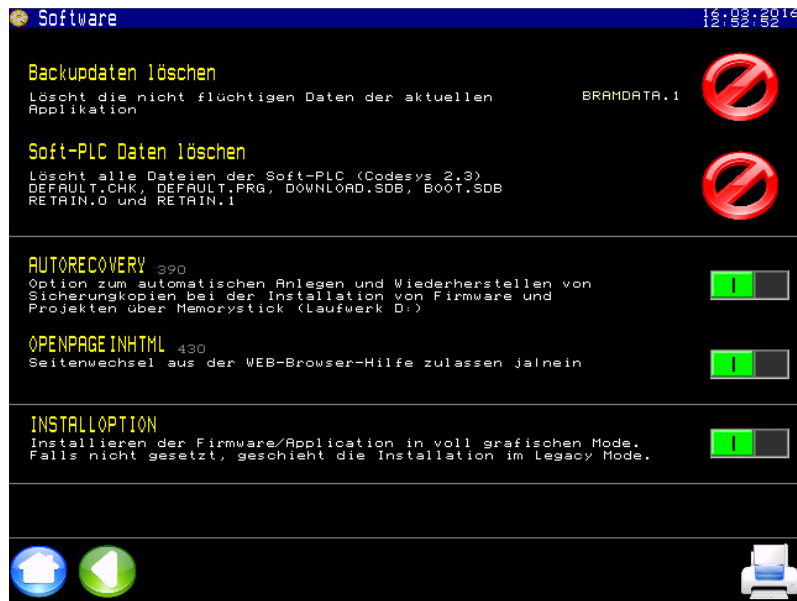 Software
16.03.2016
12:52:52
Backupdaten löschen
Löscht die nicht flüchtigen Daten der aktuellen
Applikation
BRAMDATA.1
Soft-PLC Daten löschen
Löscht alle Dateien der Soft-PLC (Codesys 2.3)
DEFAULT.CHK, DEFAULT.PRG, DOWNLOAD.SDB, BOOT.SDB
RETAIN.0 und RETAIN.1
AUTORECOVERY 390
Option zum automatischen Anlegen und Wiederherstellen von
Sicherungkopien bei der Installation von Firmware und
Projekten über Memorystick (Laufwerk D:)
OPENPAGEINHTML 430
Seitenwechsel aus der WEB-Browser-Hilfe zulassen ja|nein
INSTALLOPTION
Installieren der Firmware/Application in voll grafischen Mode.
Falls nicht gesetzt, geschieht die Installation im Legacy Mode.